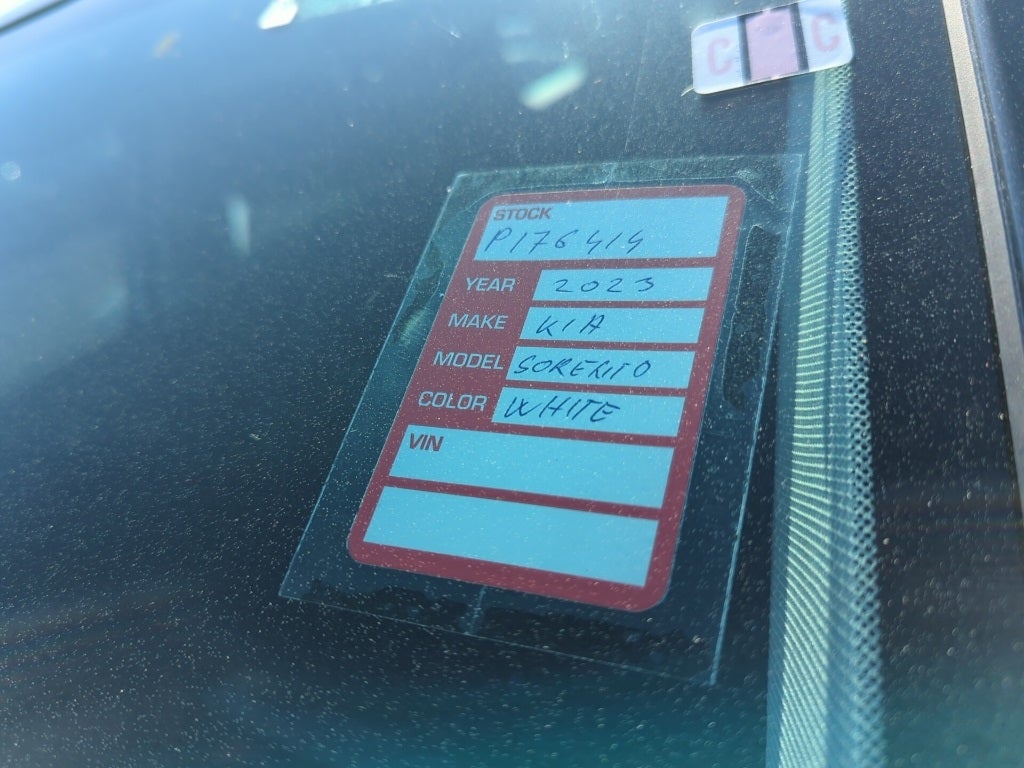 C C
STOCK
P176414
YEAR 2023
MAKE KIA
MODEL SORENTO
COLOR WHITE
VIN